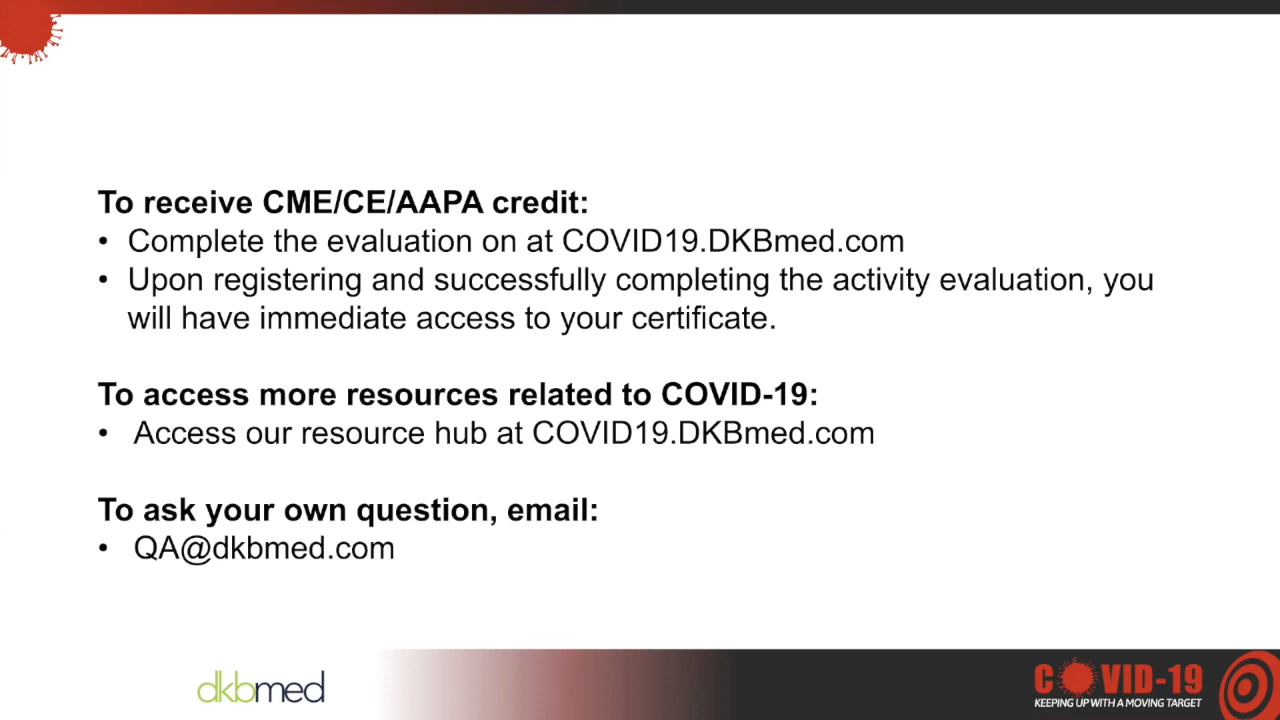 To receive CME/CE/AAPA credit:
• Complete the evaluation on at COVID19.DKBmed.com
• Upon registering and successfully completing the activity evaluation, you
will have immediate access to your certificate.
To access more resources related to COVID-19:
• Access our resource hub at COVID19.DKBmed.com
To ask your own question, email:
• QA@dkbmed.com
dkbmed
COVID-19
KEEPING UP WITH A MOVING TARGET